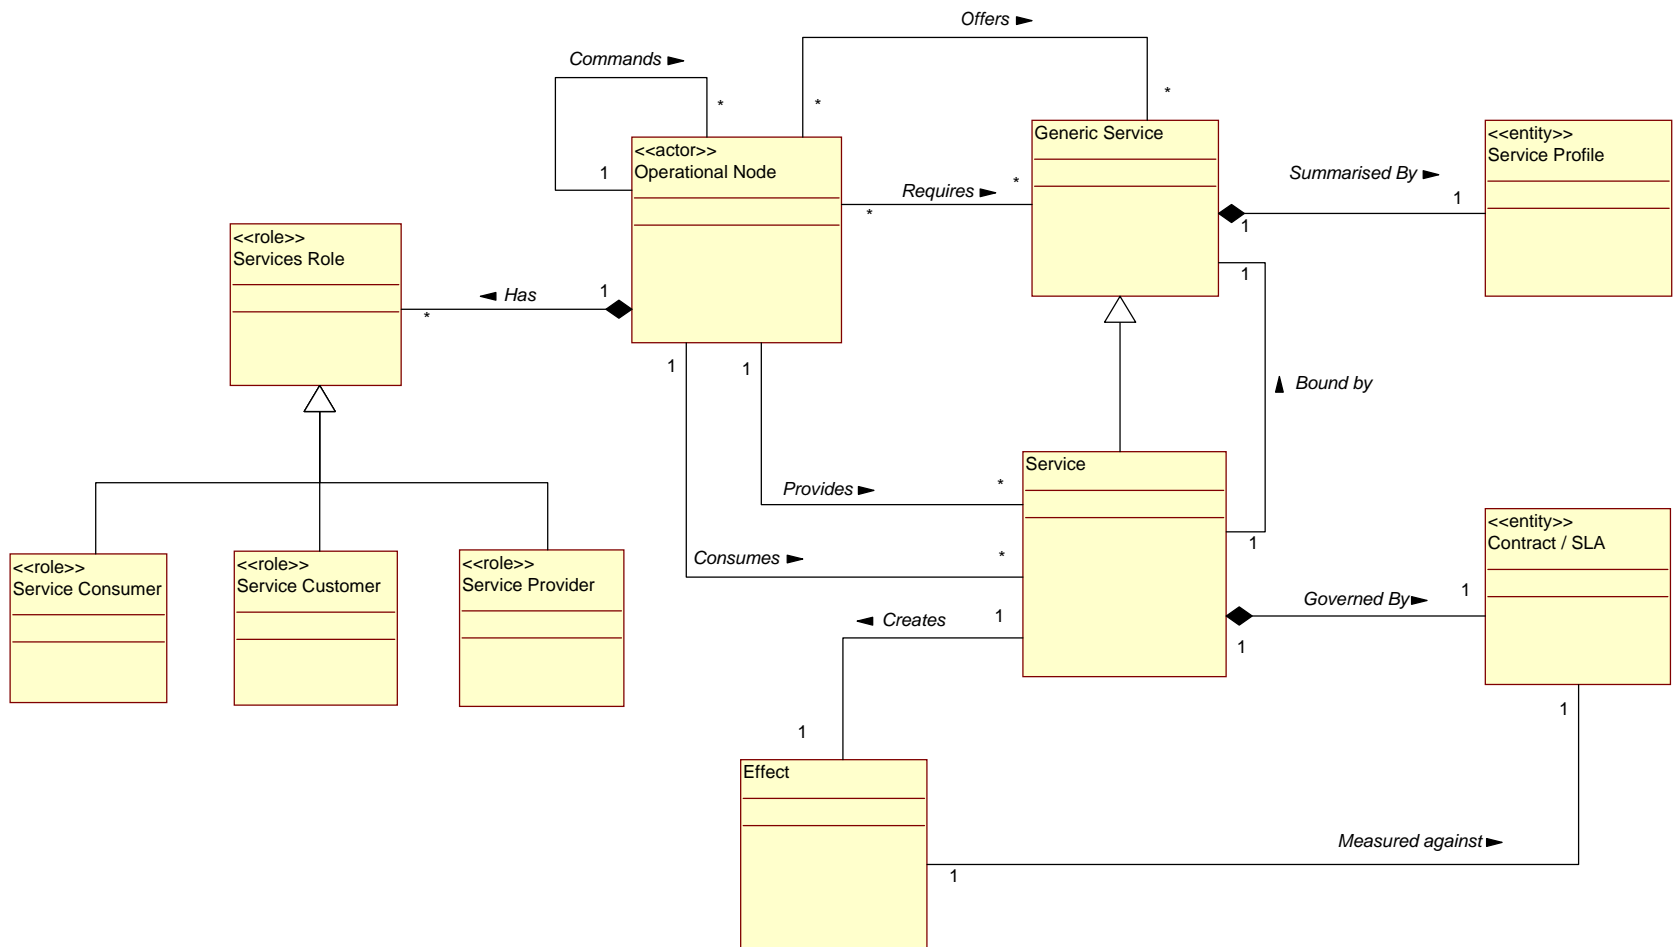 Offers ►
Commands ►
*
*
*
<<actor>>
Operational Node
1
Generic Service
<<entity>>
Service Profile
Requires ►
*
*
Summarised By ►
1
1
<<role>>
Services Role
◄ Has
1
*
1
1
1
▲ Bound by
Service
Provides ►
*
Consumes ►
*
1
<<entity>>
Contract / SLA
<<role>>
Service Consumer
<<role>>
Service Customer
<<role>>
Service Provider
Governed By►
1
1
◄ Creates
1
1
1
Effect
Measured against►
1